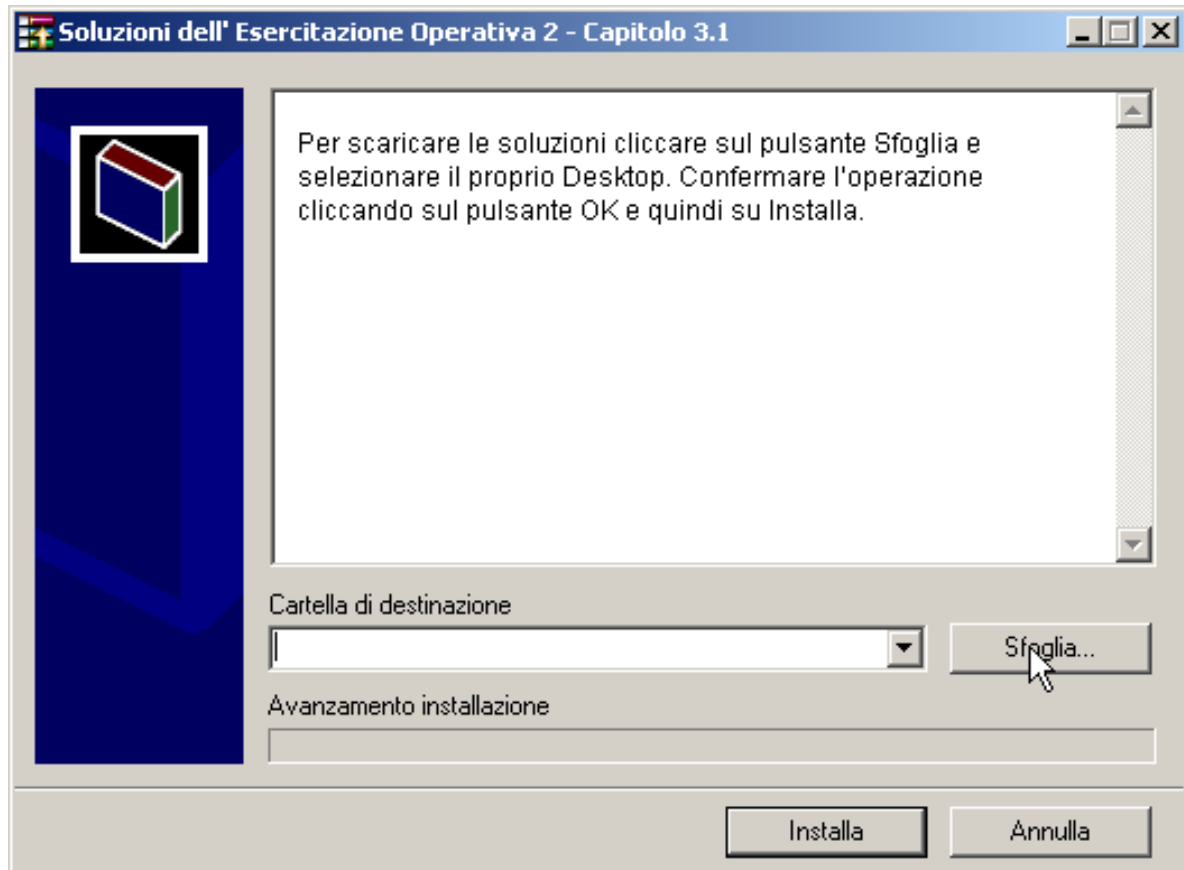 Soluzioni dell' Esercitazione Operativa 2 - Capitolo 3.1
Per scaricare le soluzioni cliccare sul pulsante Sfoglia e
selezionare il proprio Desktop. Confermare l'operazione
cliccando sul pulsante OK e quindi su Installa.
Cartella di destinazione
Sfoglia...
Avanzamento installazione
Installa
Annulla